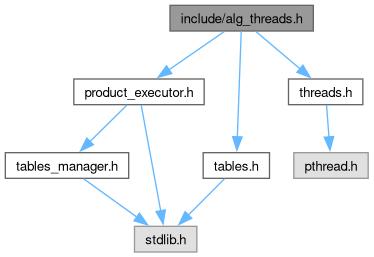 include/alg_threads.h
product_executor.h
threads.h
tables_manager.h
tables.h
pthread.h
stdlib.h